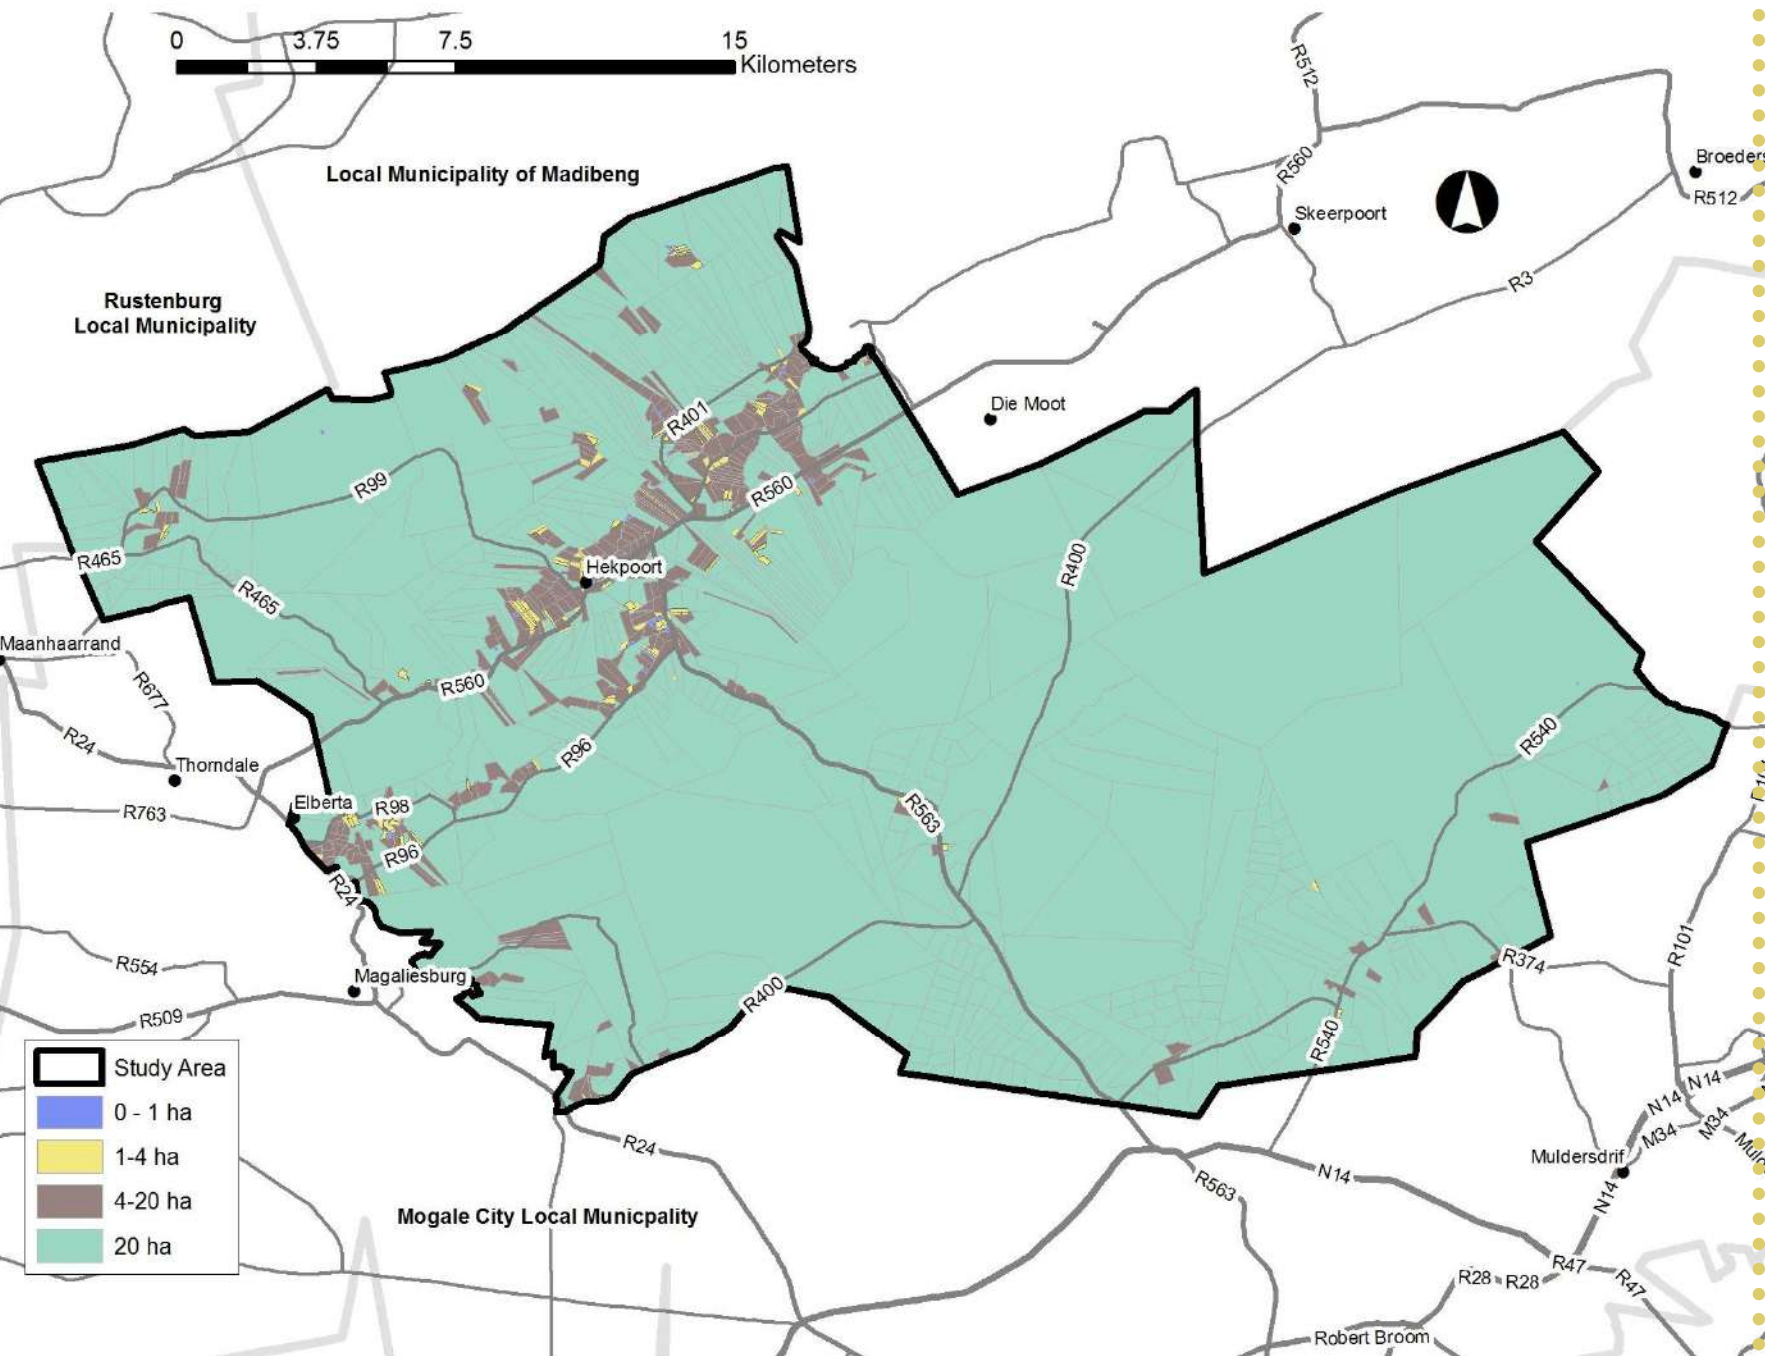 0 3.75 7.5 15
Kilometers
R512
Local Municipality of Madibeng
R560
Broeders
R512
Skeerpoort
R3
Rustenburg
Local Municipality
Die Moot
R401
R99
R560
R400
R465
Hekpoort
R465
Maanhaarrand
R677
R560
R24
R540
R96
Thorndale
Elberta
R98
R763
R563
R96
R24
R101
R554
R374
Magaliesburg
R400
R509
R540
Study Area
0 - 1 ha
1-4 ha
4-20 ha
20 ha
N14
N14
M34
M34
R24
Muldersdrif
N14
R563
N14
Mogale City Local Municpality
R47
R28
R28
R47
Robert Broom